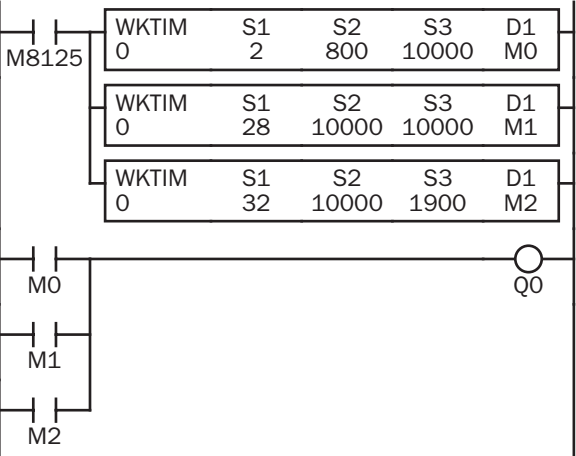 WKTIM S1 S2 S3 D1
0 2 800 10000 M0
M8125
WKTIM S1 S2 S3 D1
0 28 10000 10000 M1
WKTIM S1 S2 S3 D1
0 32 10000 1900 M2
M0 Q0
M1
M2